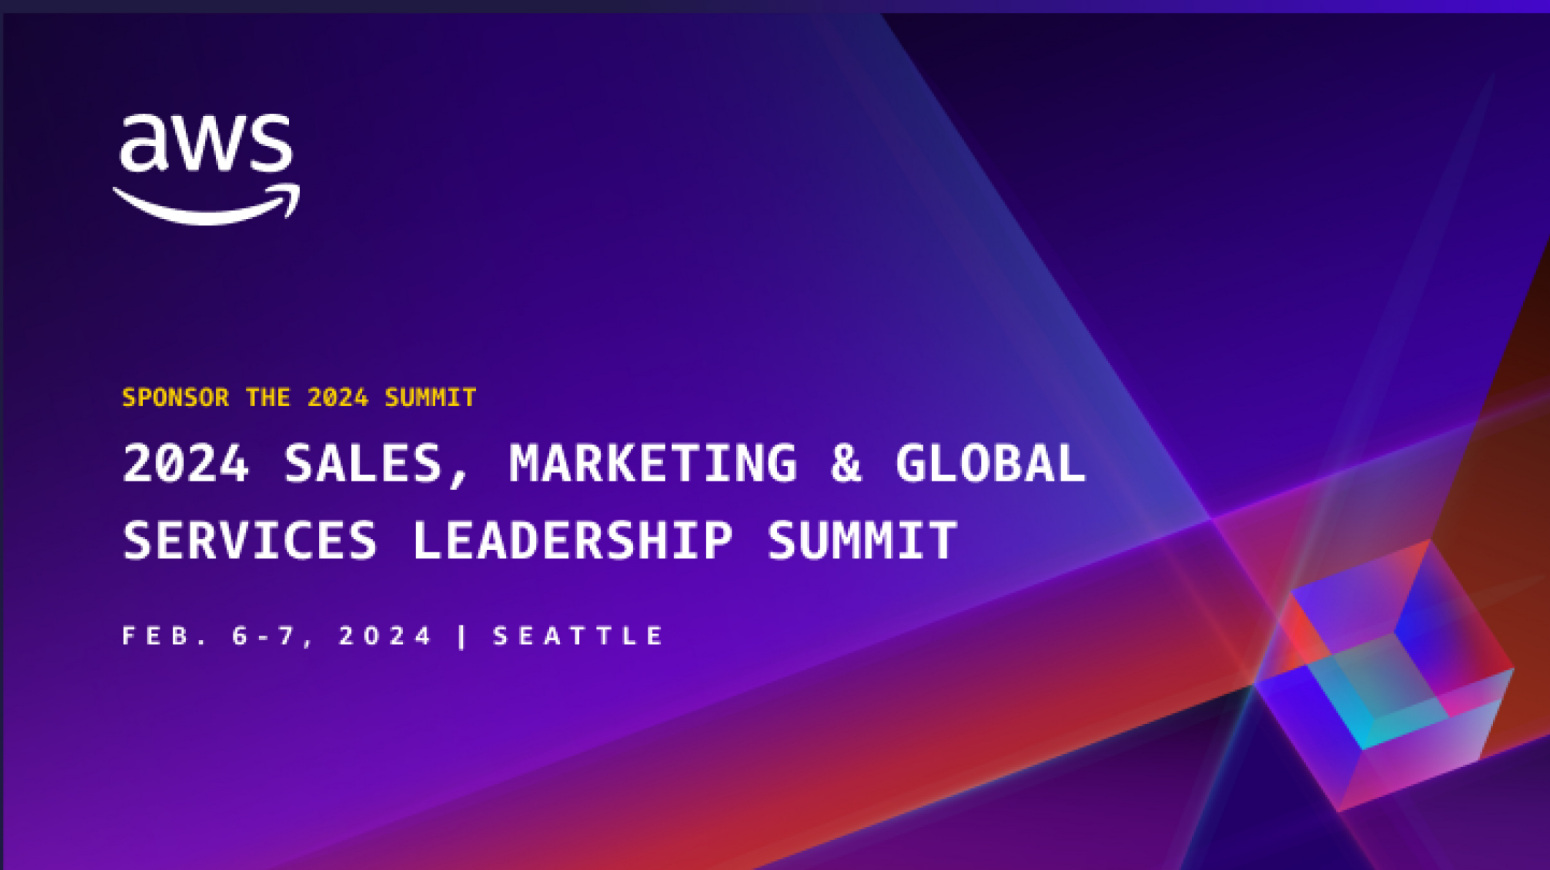 aws
SPONSOR THE 2024 SUMMIT
2024 SALES, MARKETING & GLOBAL
SERVICES LEADERSHIP SUMMIT
FEB. 6-7, 2024 | SEATTLE